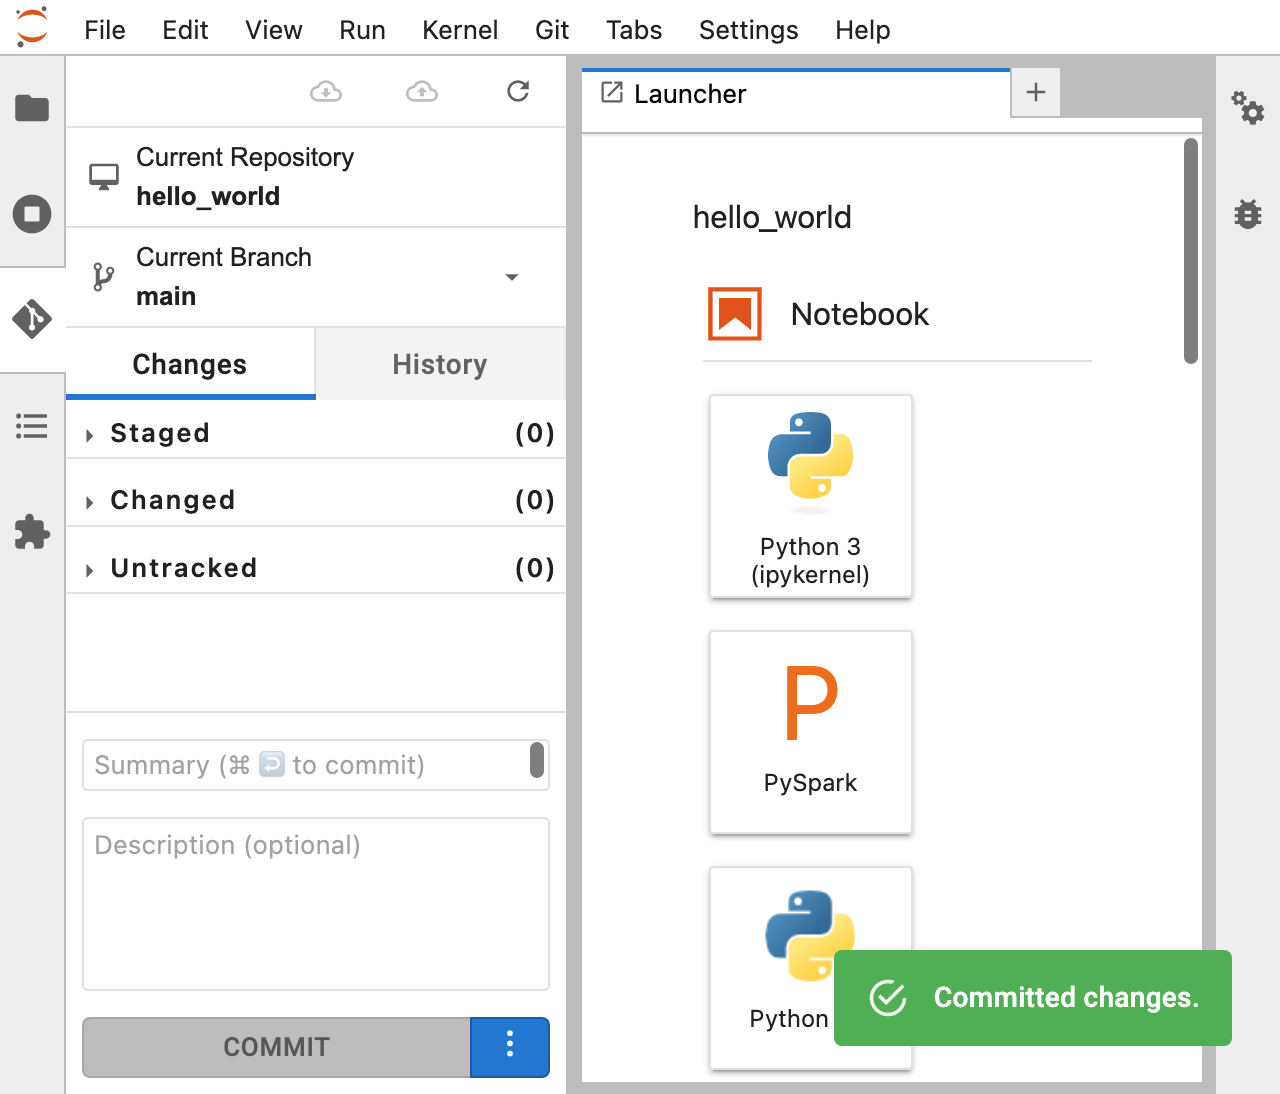 File Edit View Run Kernel Git Tabs Settings Help
Current Repository
hello_world
Current Branch
main
Changes History
Staged (0)
Changed (0)
Untracked (0)
Summary (⌘ ↩ to commit)
Description (optional)
COMMIT
Launcher
hello_world
Notebook
Python 3
(ipykernel)
P
PySpark
Python
Committed changes.